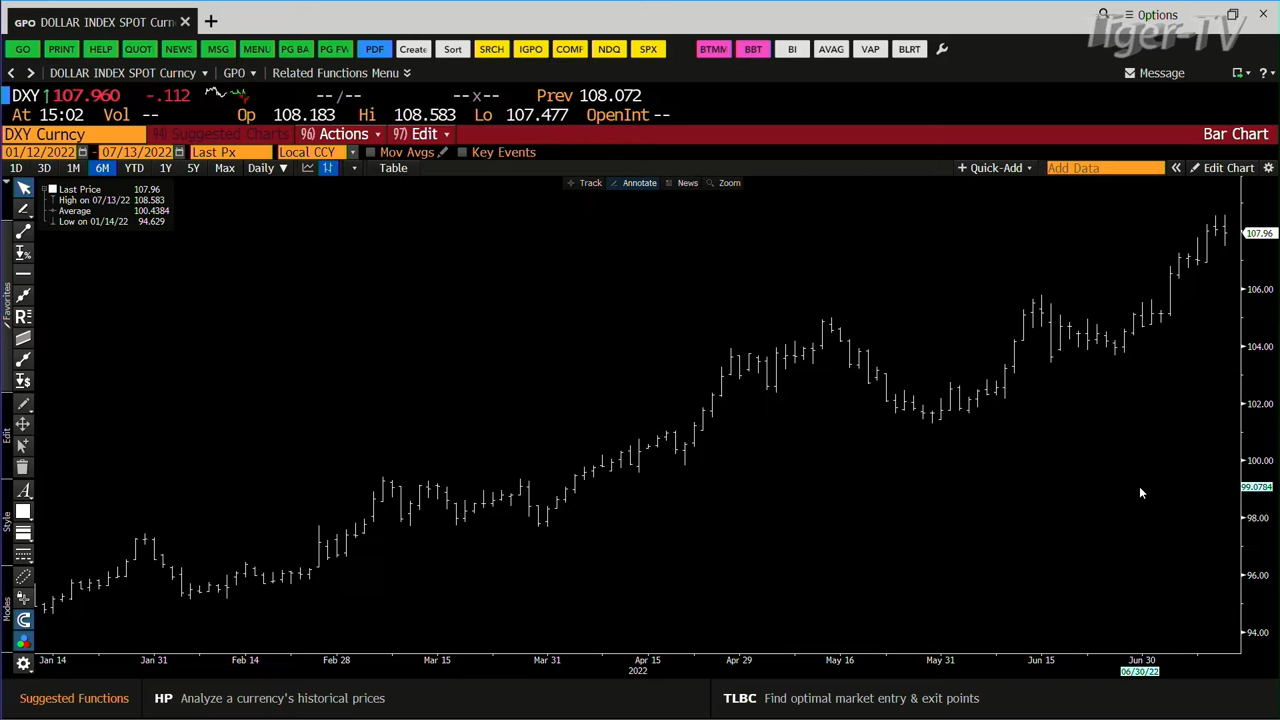 GPO DOLLAR INDEX SPOT Curn
Options
Tiger-TV
GO PRINT HELP QUOT NEWS MSG MENU PG BA PG FW PDF Create Sort SRCH IGPO COMF NDQ SPX BTMM BBT BI AVAG VAP BLRT
DOLLAR INDEX SPOT Curncy GPO Related Functions Menu Message ?
DXY ↑107.960 -.112 --/-- --x-- Prev 108.072
At 15:02 Vol -- Op 108.183 Hi 108.583 Lo 107.477 OpenInt --
DXY Curncy 94) Suggested Charts 96) Actions 97) Edit Bar Chart
01/12/2022 - 07/13/2022 Last Px Local CCY Mov Avgs Key Events
1D 3D 1M 6M YTD 1Y 5Y Max Daily ▼ Table + Quick-Add Add Data « Edit Chart
Track Annotate News Zoom
Last Price 107.96
High on 07/13/22 108.583
Average 100.4384
Low on 01/14/22 94.629
107.96
106.00
104.00
102.00
100.00
99.0784
98.00
96.00
94.00
Favorites
Edit
Style
Modes
Jan 14 Jan 31 Feb 14 Feb 28 Mar 15 Mar 31 Apr 15 Apr 29 May 16 May 31 Jun 15 Jun 30
2022 06/30/22
Suggested Functions HP Analyze a currency's historical prices TLBC Find optimal market entry & exit points